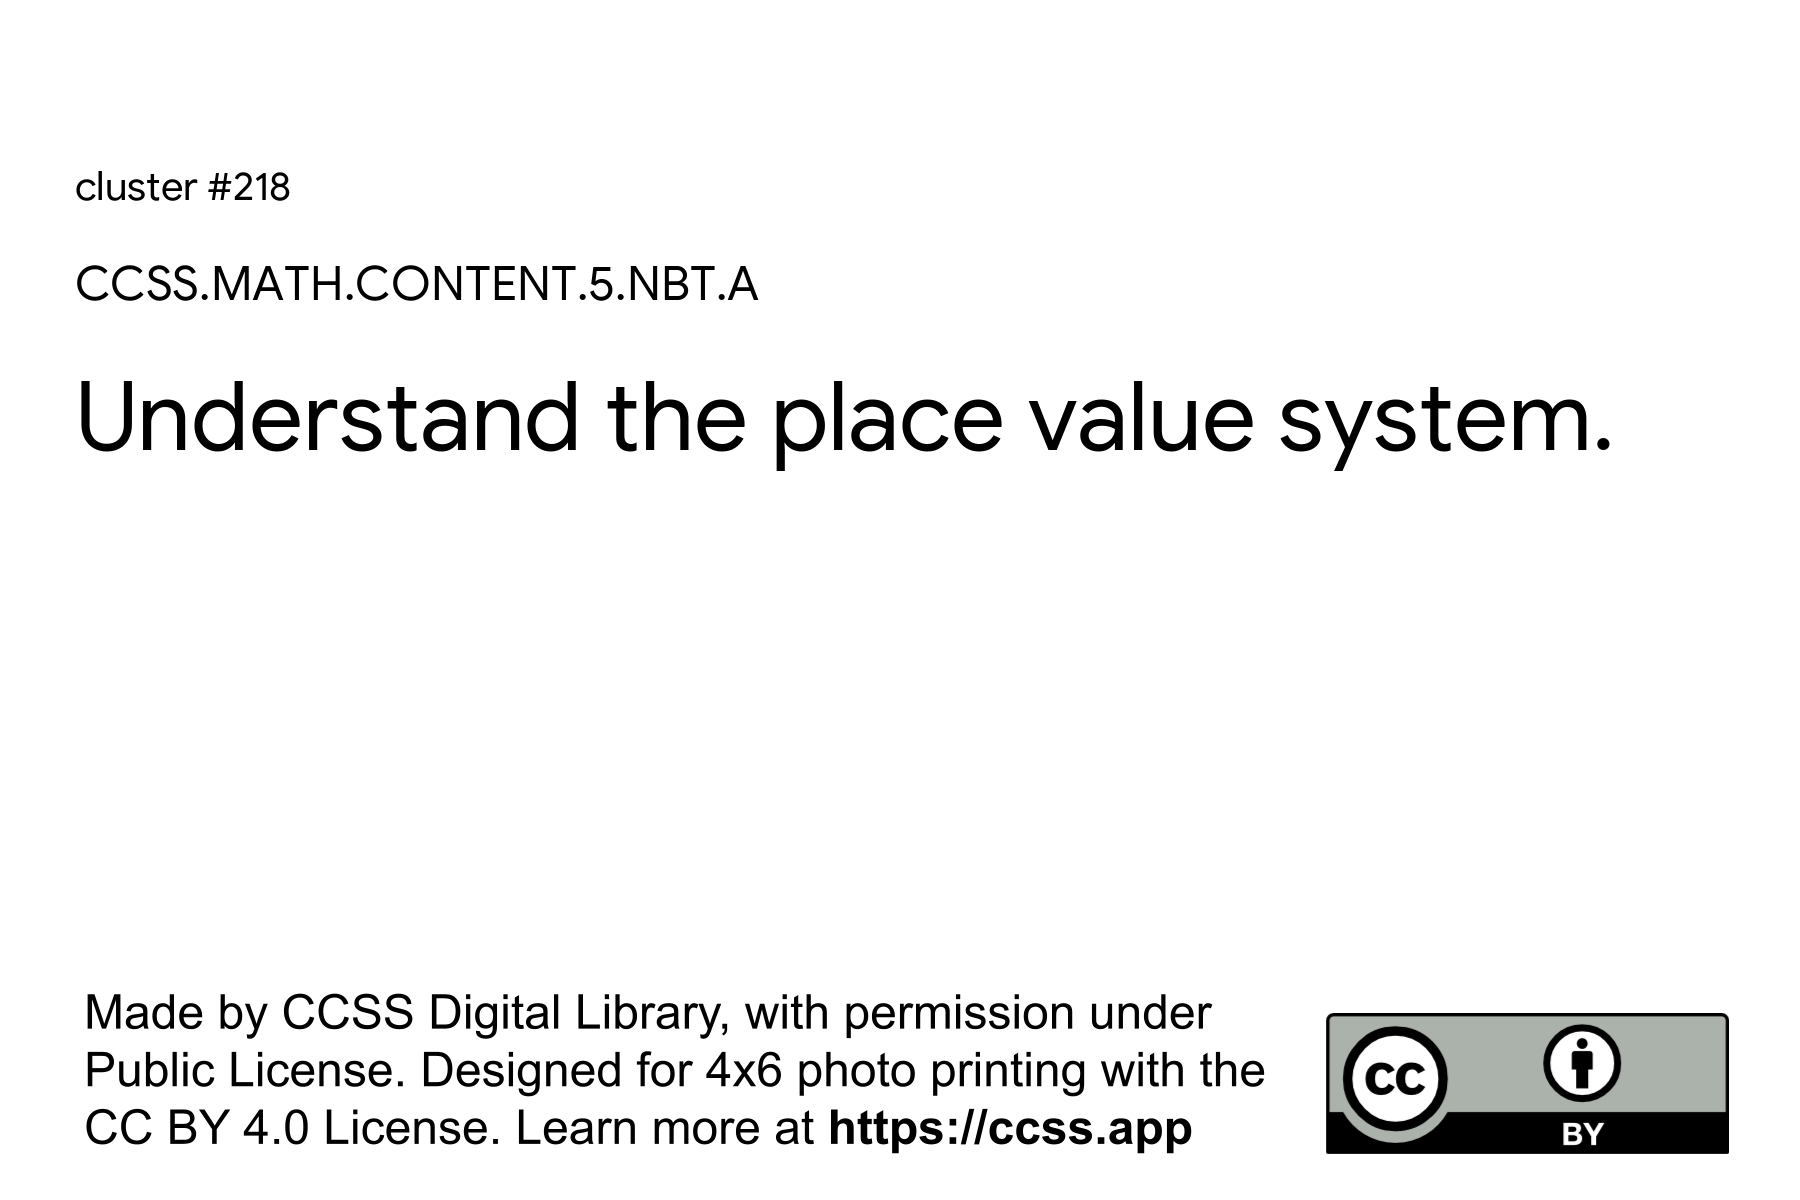 cluster #218
CCSS.MATH.CONTENT.5.NBT.A
Understand the place value system.
Made by CCSS Digital Library, with permission under
Public License. Designed for 4x6 photo printing with the
CC BY 4.0 License. Learn more at https://ccss.app
CC
BY